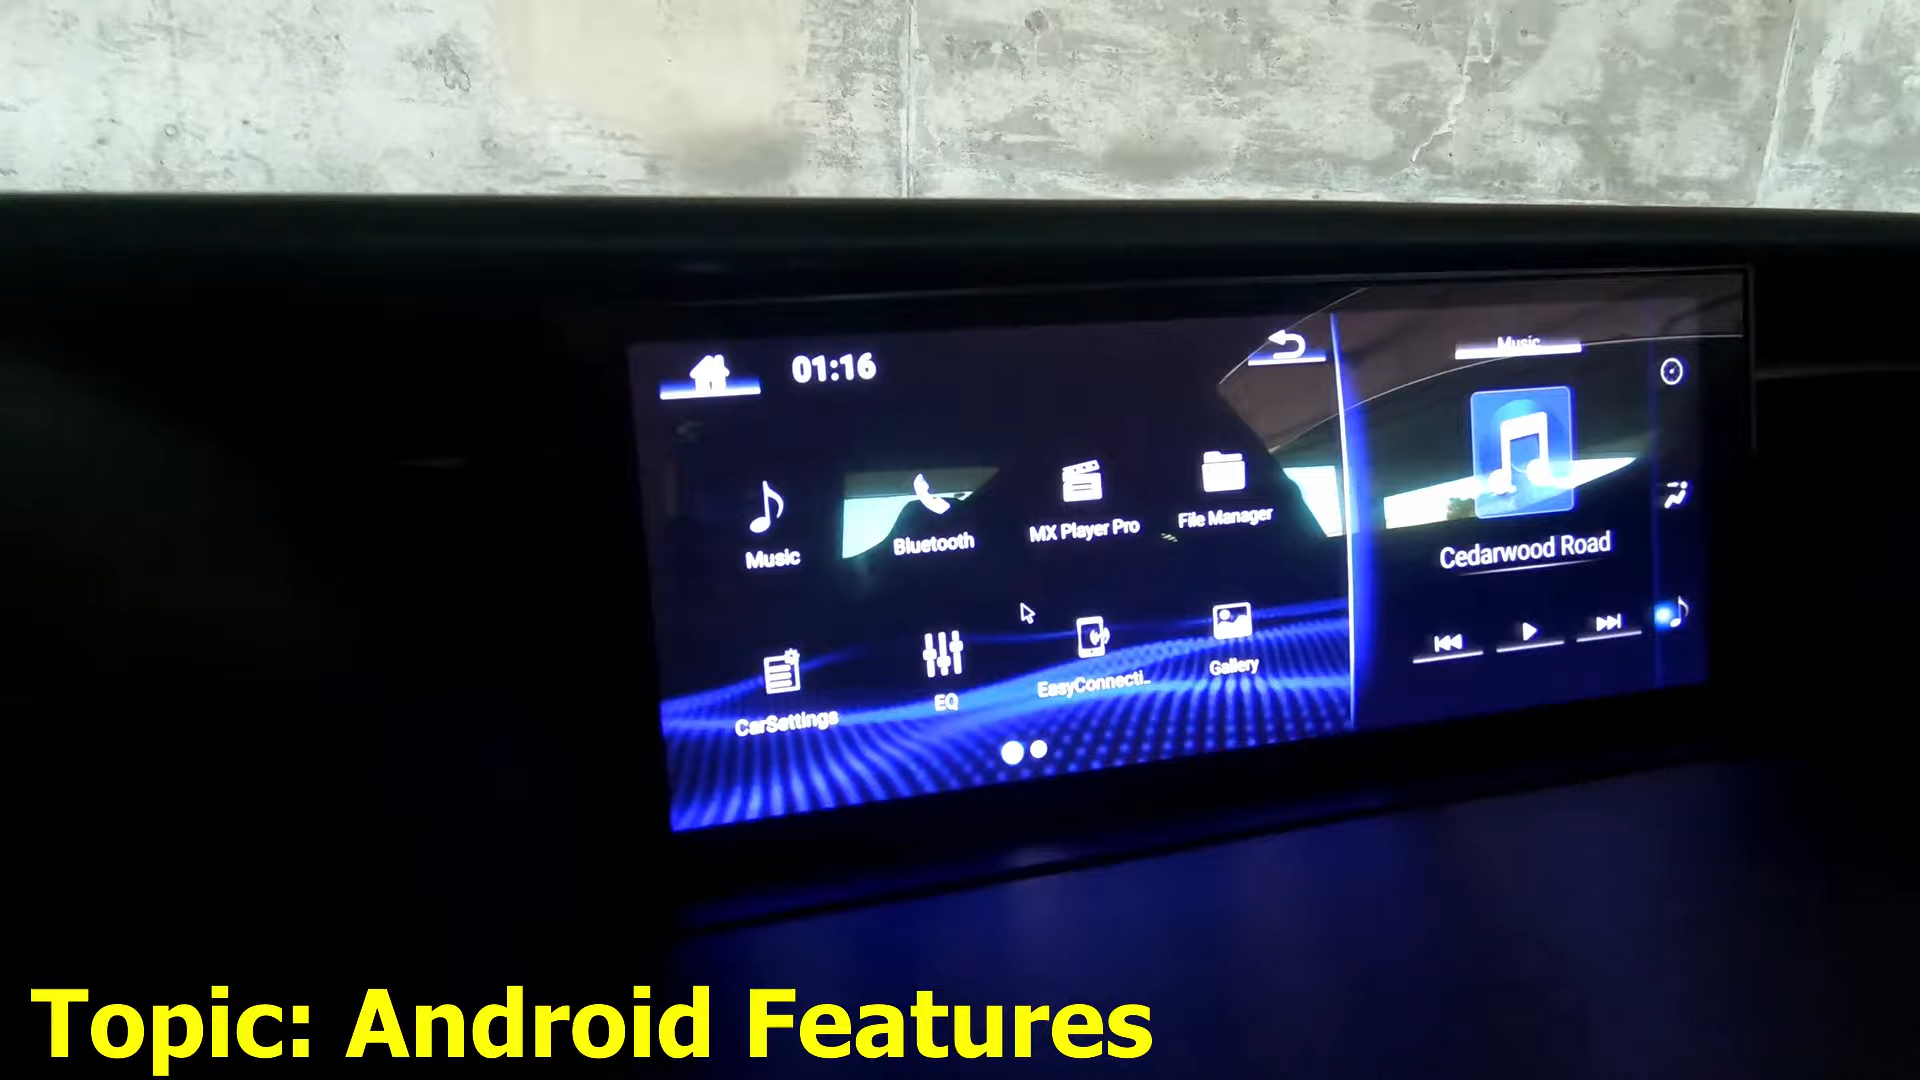 01:16
Music
Music
Bluetooth
MX Player Pro
File Manager
Cedarwood Road
CarSettings
EQ
EasyConnecti..
Gallery
Topic: Android Features